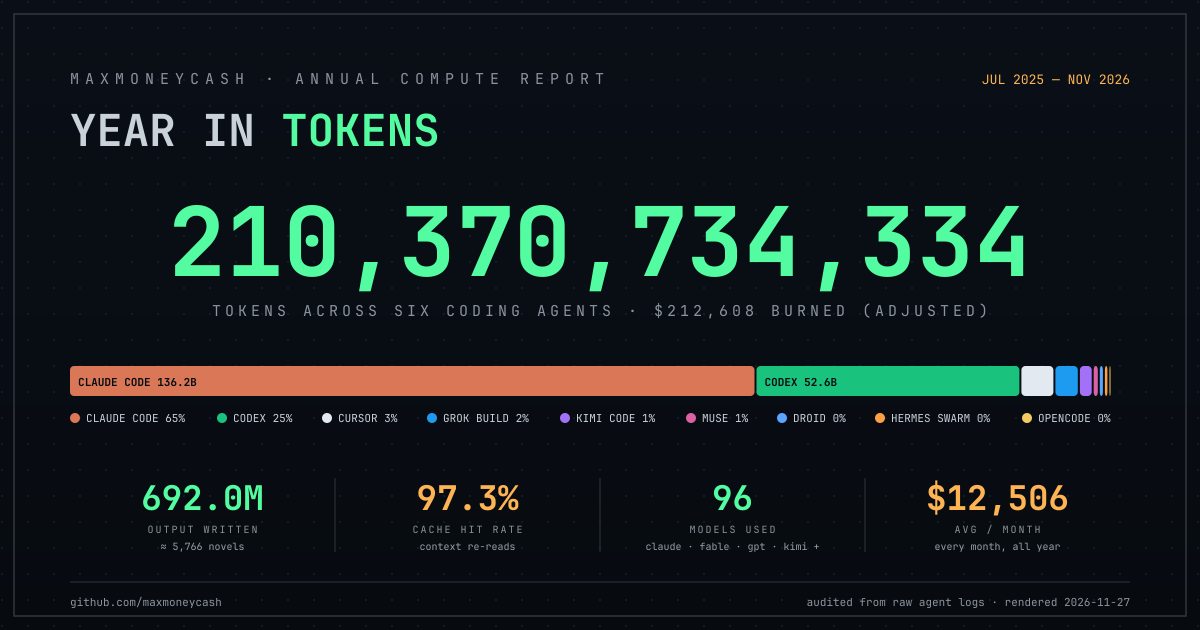 MAXMONEYCASH · ANNUAL COMPUTE REPORT
JUL 2025 — NOV 2026
YEAR IN TOKENS
210,370,734,334
TOKENS ACROSS SIX CODING AGENTS · $212,608 BURNED (ADJUSTED)
CLAUDE CODE 136.2B
CODEX 52.6B
CLAUDE CODE 65% CODEX 25% CURSOR 3% GROK BUILD 2% KIMI CODE 1% MUSE 1% DROID 0% HERMES SWARM 0% OPENCODE 0%
692.0M
OUTPUT WRITTEN
≈ 5,766 novels
97.3%
CACHE HIT RATE
context re-reads
96
MODELS USED
claude · fable · gpt · kimi +
$12,506
AVG / MONTH
every month, all year
github.com/maxmoneycash
audited from raw agent logs · rendered 2026-11-27